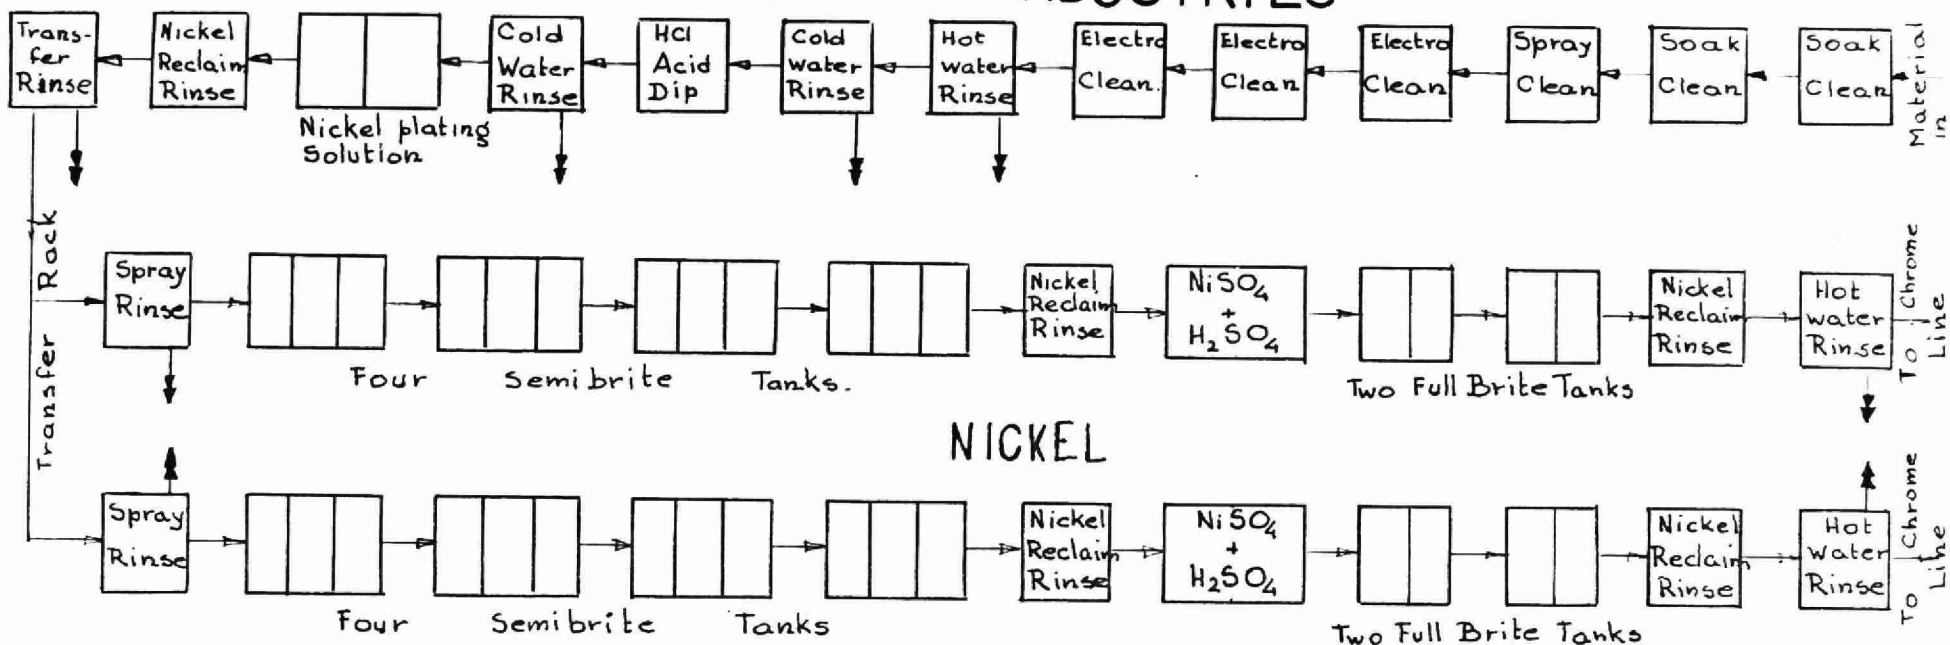 Trans-
fer
Rinse
Nickel
Reclaim
Rinse
Nickel plating
Solution
Cold
Water
Rinse
HCl
Acid
Dip
Cold
water
Rinse
Hot
water
Rinse
Electro
Clean.
Electro
Clean
Electro
Clean
Spray
Clean
Soak
Clean
Soak
Clean
Material
in
Transfer Rack
Spray
Rinse
Four Semibrite Tanks.
Nickel
Reclaim
Rinse
NiSO4
+
H2SO4
Two Full Brite Tanks
Nickel
Reclaim
Rinse
Hot
water
Rinse
To Chrome
Line
NICKEL
Spray
Rinse
Four Semibrite Tanks
Nickel
Reclaim
Rinse
NiSO4
+
H2SO4
Two Full Brite Tanks
Nickel
Reclaim
Rinse
Hot
water
Rinse
To Chrome
Line